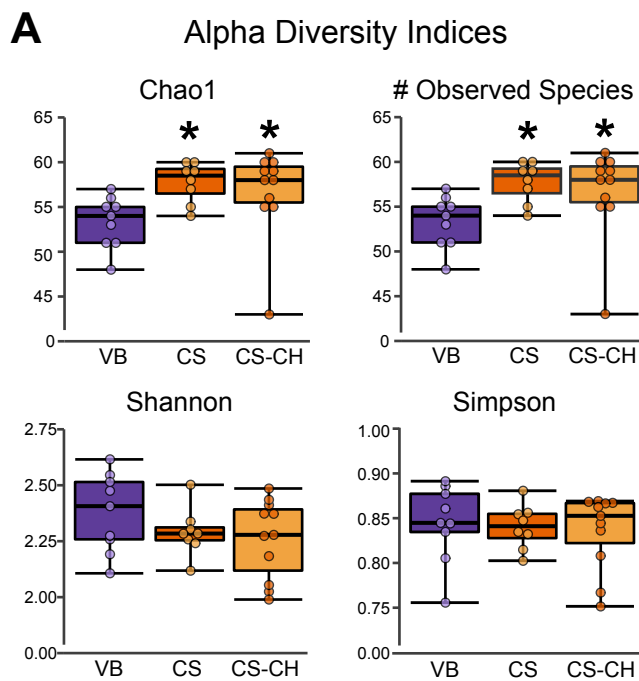 A
Alpha Diversity Indices
Chao1
65
60
55
50
45
0
*
*
VB
CS
CS-CH
# Observed Species
65
60
55
50
45
0
*
*
VB
CS
CS-CH
Shannon
2.75
2.50
2.25
2.00
0.00
VB
CS
CS-CH
Simpson
1.00
0.90
0.85
0.80
0.75
0.00
VB
CS
CS-CH